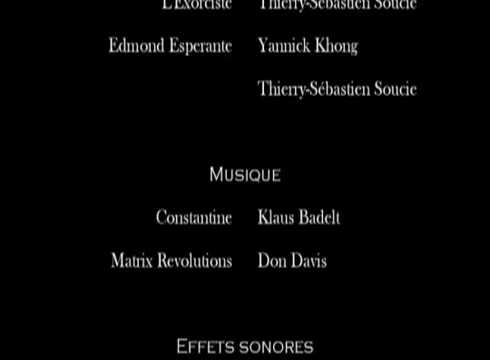 L'Exorciste Thierry-Sébastien Soucie
Edmond Esperante Yannick Khong
Thierry-Sébastien Soucie
MUSIQUE
Constantine Klaus Badelt
Matrix Revolutions Don Davis
EFFETS SONORES